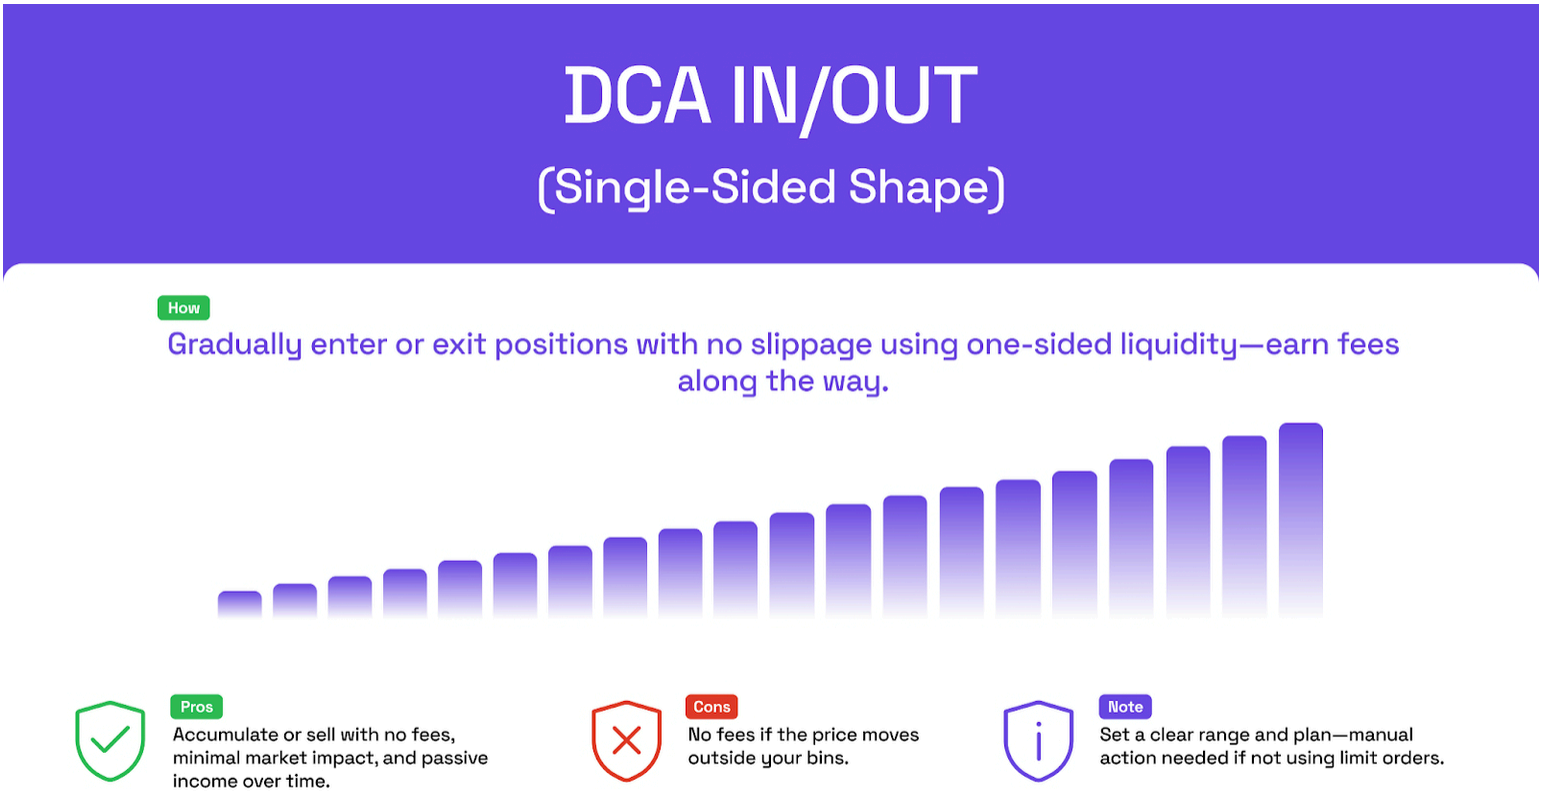 DCA IN/OUT
(Single-Sided Shape)
How
Gradually enter or exit positions with no slippage using one-sided liquidity—earn fees
along the way.
Pros
Accumulate or sell with no fees,
minimal market impact, and passive
income over time.
Cons
No fees if the price moves
outside your bins.
Note
Set a clear range and plan—manual
action needed if not using limit orders.